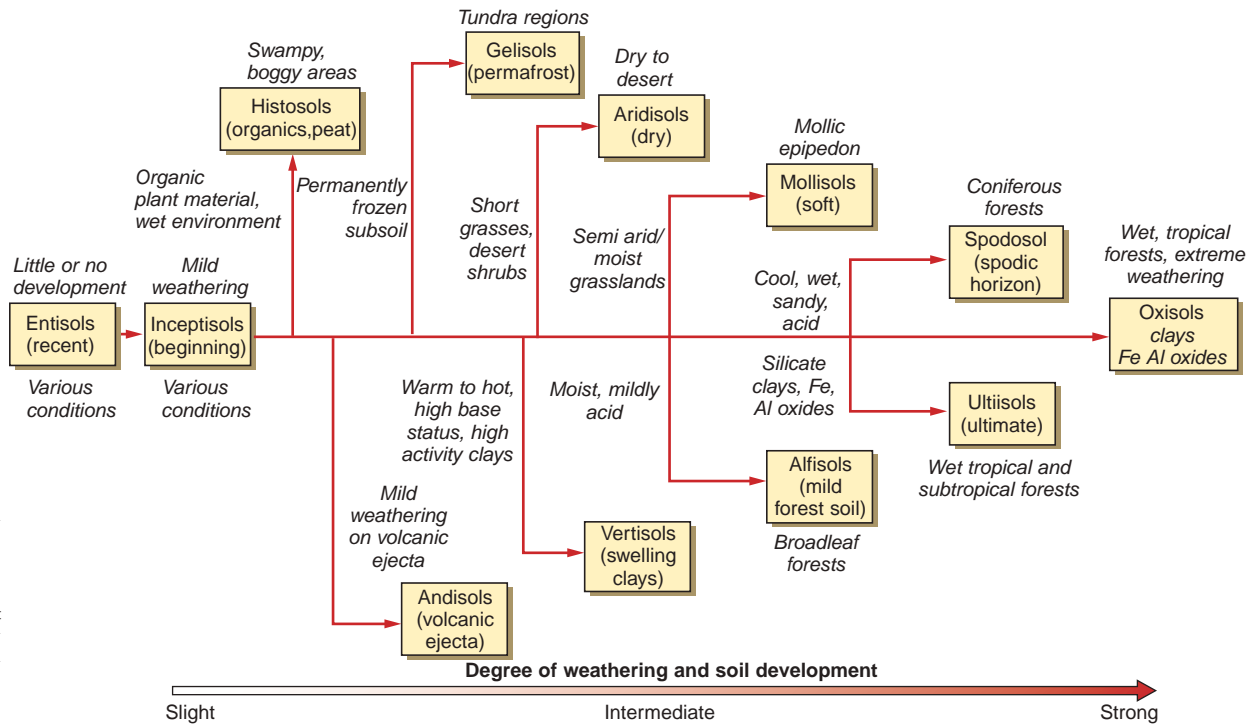 Tundra regions
Gelisols
(permafrost)
Swampy,
boggy areas
Histosols
(organics,peat)
Dry to
desert
Aridisols
(dry)
Mollic
epipedon
Mollisols
(soft)
Coniferous
forests
Spodosol
(spodic
horizon)
Wet, tropical
forests, extreme
weathering
Oxisols
clays
Fe Al oxides
Organic
plant material,
wet environment
Permanently
frozen
subsoil
Short
grasses,
desert
shrubs
Semi arid/
moist
grasslands
Cool, wet,
sandy,
acid
Little or no
development
Entisols
(recent)
Various
conditions
Mild
weathering
Inceptisols
(beginning)
Various
conditions
Warm to hot,
high base
status, high
activity clays
Moist, mildly
acid
Silicate
clays, Fe,
Al oxides
Ultiisols
(ultimate)
Wet tropical and
subtropical forests
Mild
weathering
on volcanic
ejecta
Andisols
(volcanic
ejecta)
Vertisols
(swelling
clays)
Alfisols
(mild
forest soil)
Broadleaf
forests
Degree of weathering and soil development
Slight
Intermediate
Strong